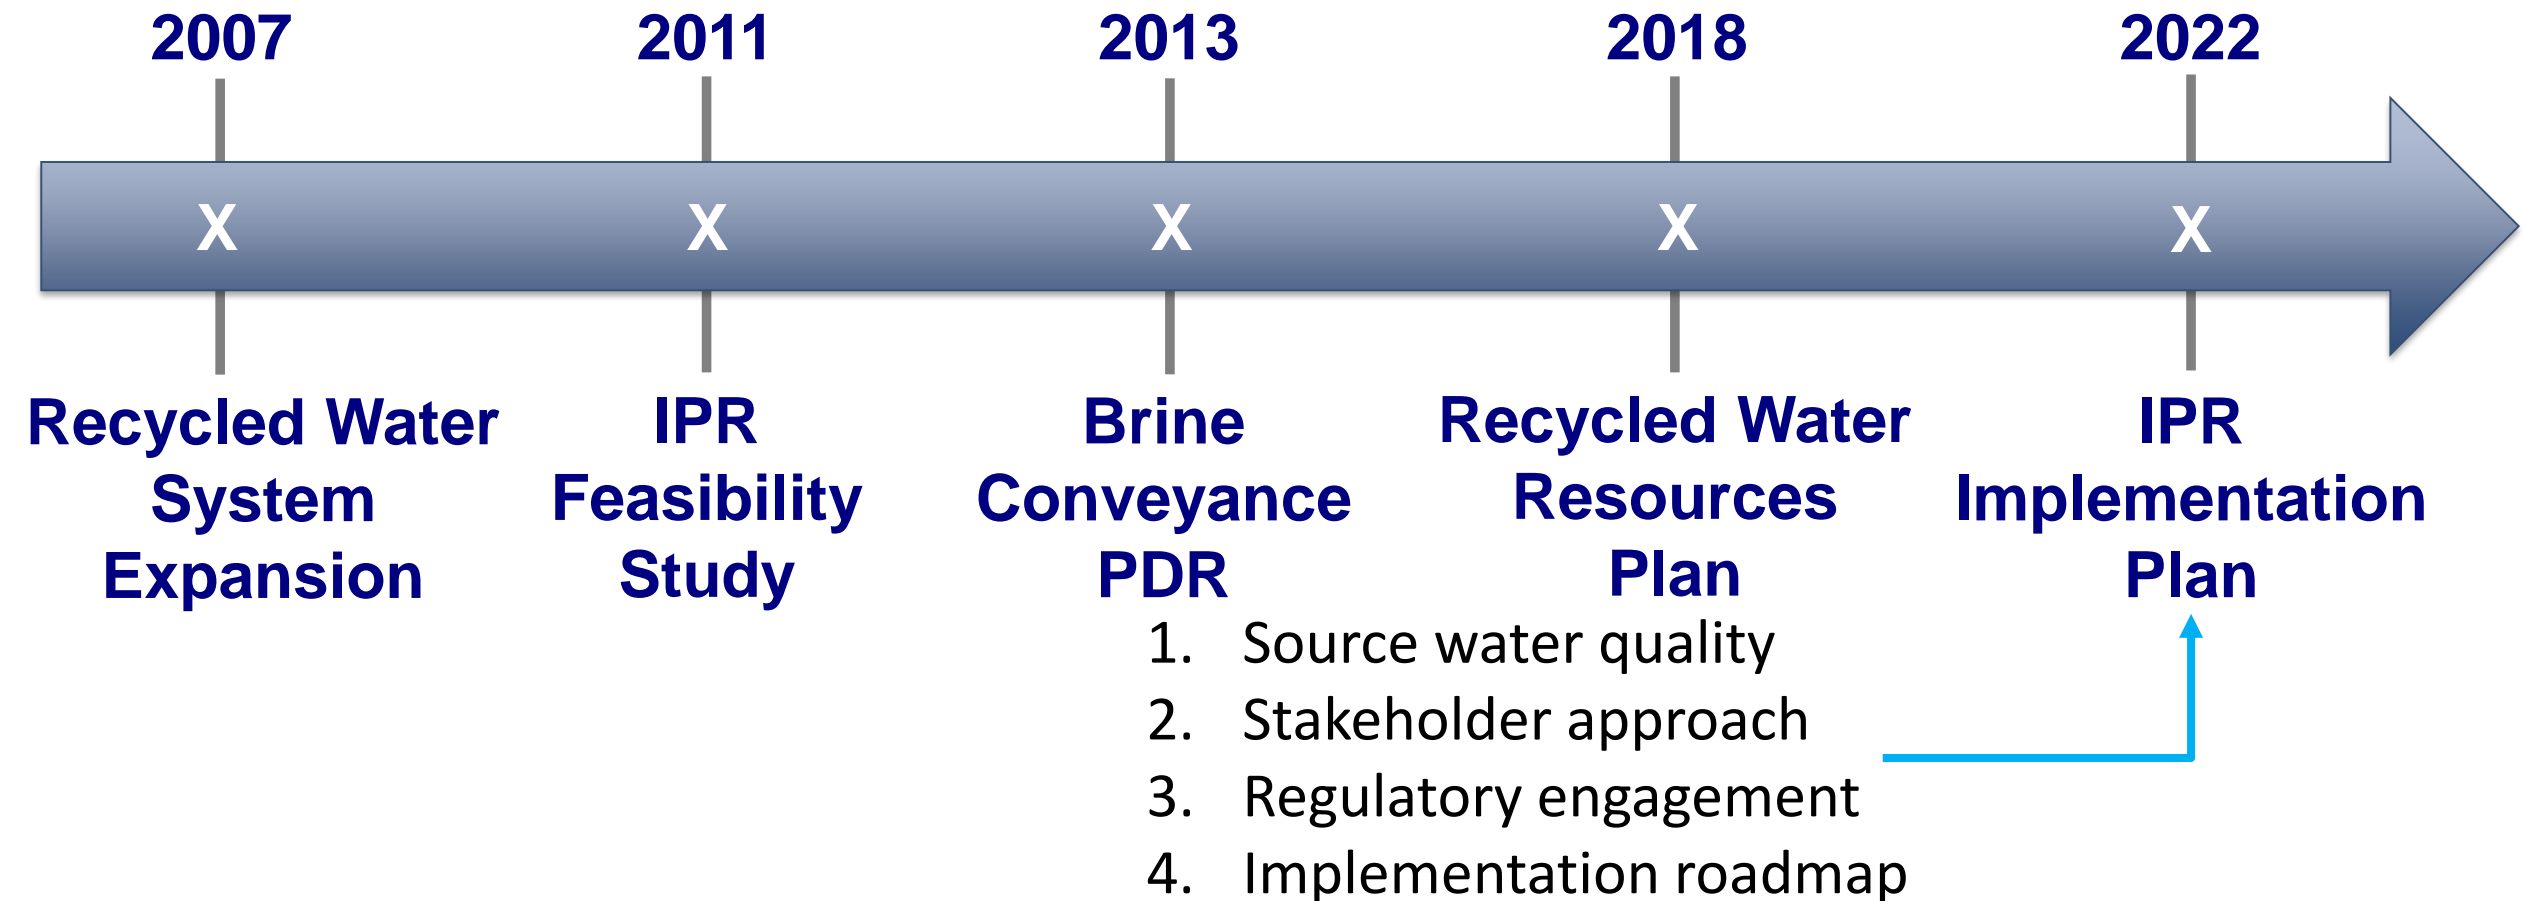 2007
2011
2013
2018
2022
X
X
X
X
X
Recycled Water
System
Expansion
IPR
Feasibility
Study
Brine
Conveyance
PDR
Recycled Water
Resources
Plan
IPR
Implementation
Plan
1. Source water quality
2. Stakeholder approach
3. Regulatory engagement
4. Implementation roadmap